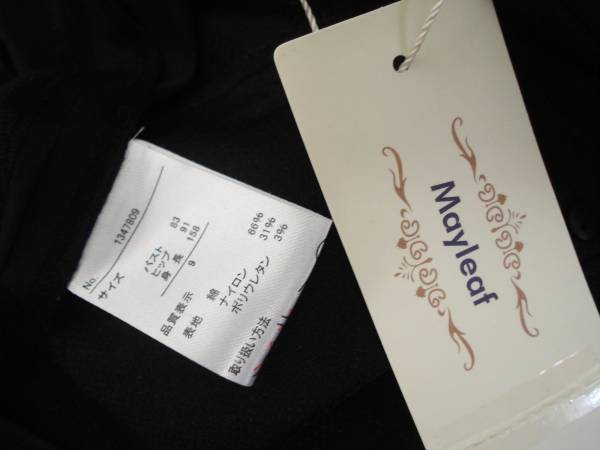 No. 1347809
サイズ
バスト 83
ヒップ 91
身長 158
9
品質表示
表地 綿 66%
ナイロン 31%
ポリウレタン 3%
取り扱い方法
Mayleaf